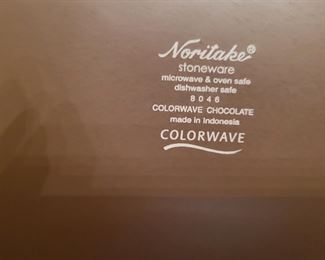 Noritake®
stoneware
microwave & oven safe
dishwasher safe
8046
COLORWAVE CHOCOLATE
made in Indonesia
COLORWAVE